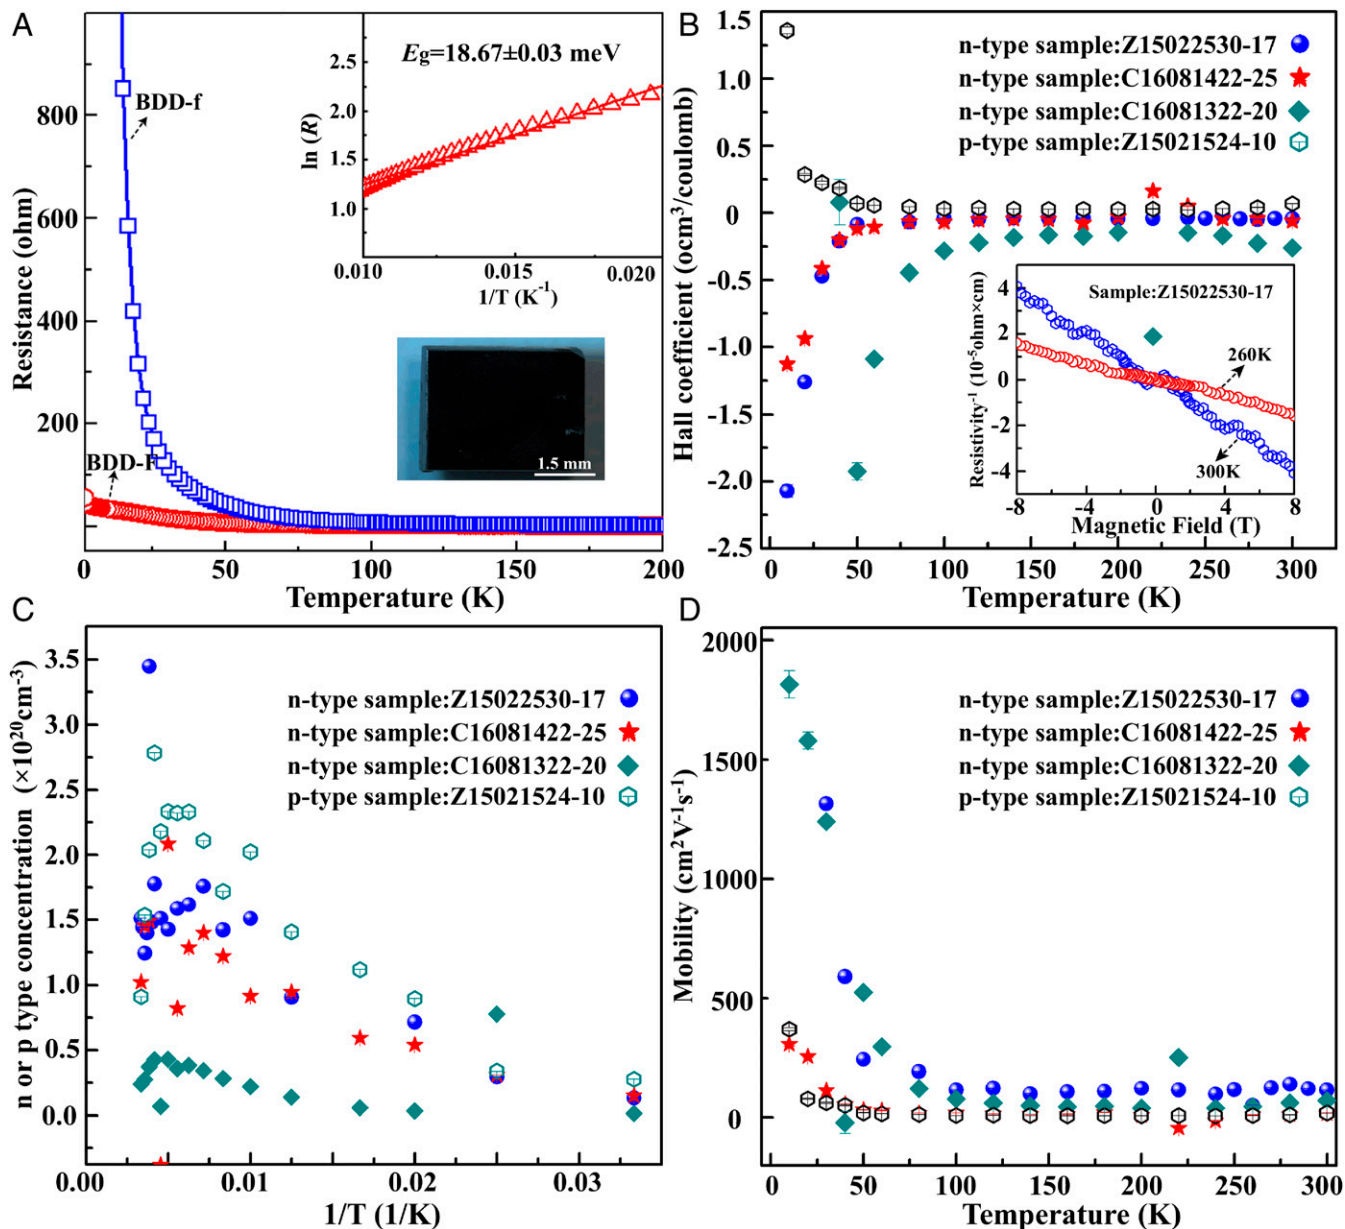 A
BDD-f
BDD-F
Resistance (ohm)
800
600
400
200
0
50
100
150
200
Temperature (K)
Eg=18.67±0.03 meV
ln (R)
2.5
2.0
1.5
1.0
0.010
0.015
0.020
1/T (K-1)
1.5 mm
B
n-type sample:Z15022530-17
n-type sample:C16081422-25
n-type sample:C16081322-20
p-type sample:Z15021524-10
Hall coefficient (ocm3/coulomb)
1.5
1.0
0.5
0
-0.5
-1.0
-1.5
-2.0
-2.5
0
50
100
150
200
250
300
Temperature (K)
Sample:Z15022530-17
260K
300K
Resistivity-1 (10-5ohm×cm)
4
2
0
-2
-4
-8
-4
0
4
8
Magnetic Field (T)
C
n-type sample:Z15022530-17
n-type sample:C16081422-25
n-type sample:C16081322-20
p-type sample:Z15021524-10
n or p type concentration (×1020cm-3)
3.5
3.0
2.5
2.0
1.5
1.0
0.5
0.0
0.00
0.01
0.02
0.03
1/T (1/K)
D
n-type sample:Z15022530-17
n-type sample:C16081422-25
n-type sample:C16081322-20
p-type sample:Z15021524-10
Mobility (cm2V-1s-1)
2000
1500
1000
500
0
0
50
100
150
200
250
300
Temperature (K)